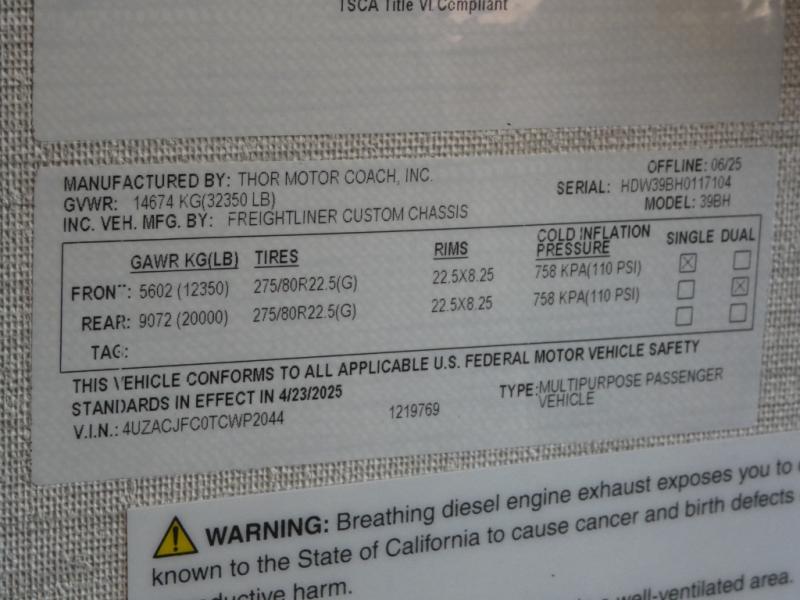 TSCA Title VI Compliant
MANUFACTURED BY: THOR MOTOR COACH, INC. OFFLINE: 06/25
GVWR: 14674 KG(32350 LB) SERIAL: HDW39BH0117104
INC. VEH. MFG. BY: FREIGHTLINER CUSTOM CHASSIS MODEL: 39BH
GAWR KG(LB) TIRES RIMS COLD INFLATION PRESSURE SINGLE DUAL
FRONT: 5602 (12350) 275/80R22.5(G) 22.5X8.25 758 KPA(110 PSI) ☒ ☐
REAR: 9072 (20000) 275/80R22.5(G) 22.5X8.25 758 KPA(110 PSI) ☐ ☒
TAG: ☐ ☐
THIS VEHICLE CONFORMS TO ALL APPLICABLE U.S. FEDERAL MOTOR VEHICLE SAFETY
STANDARDS IN EFFECT IN 4/23/2025
V.I.N.: 4UZACJFC0TCWP2044 1219769 TYPE: MULTIPURPOSE PASSENGER
VEHICLE
WARNING: Breathing diesel engine exhaust exposes you to
known to the State of California to cause cancer and birth defects
harm.
well-ventilated area.